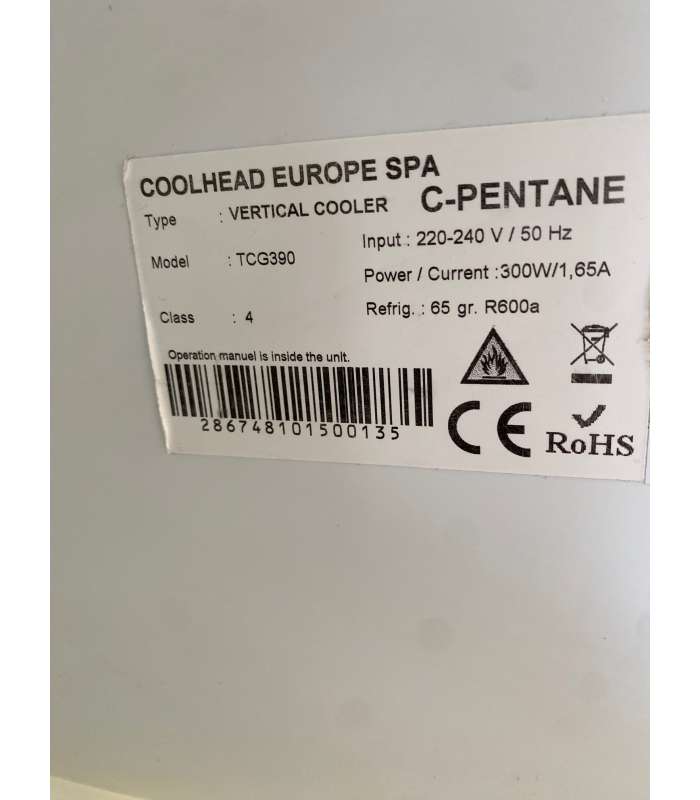 COOLHEAD EUROPE SPA
Type : VERTICAL COOLER C-PENTANE
Input : 220-240 V / 50 Hz
Model : TCG390
Power / Current :300W/1,65A
Class : 4
Refrig. : 65 gr. R600a
Operation manuel is inside the unit.
286748101500135
CE
RoHS